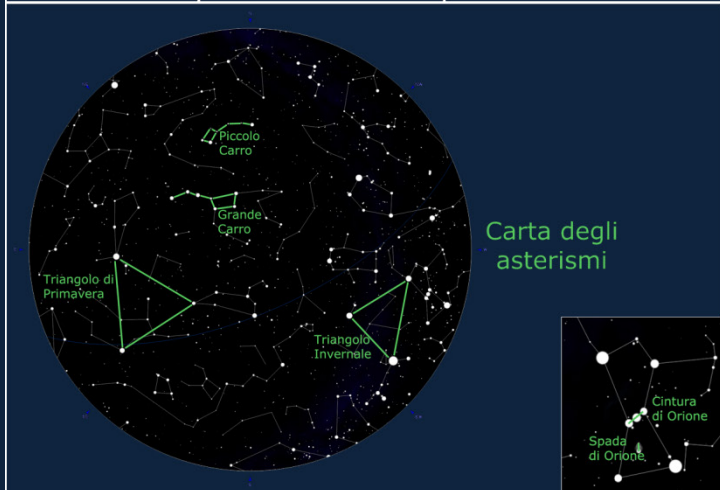 Piccolo
Carro
Grande
Carro
Carta degli
asterismi
Triangolo di
Primavera
Triangolo
Invernale
Cintura
di Orione
Spada
di Orione